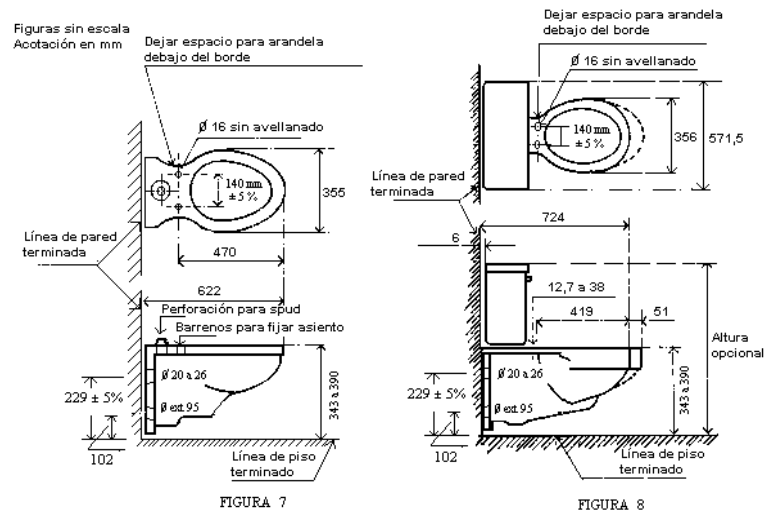 Figuras sin escala
Acotación en mm
Dejar espacio para arandela
debajo del borde
Ø 16 sin avellanado
140 mm
±5 %
355
Línea de pared
terminada
470
622
Perforación para spud
Barrenos para fijar asiento
Ø 20 a 26
229 ± 5%
Ø ext.95
343 a 390
102
Línea de piso
terminado
FIGURA 7
Dejar espacio para arandela
debajo del borde
Ø 16 sin avellanado
140 mm
±5 %
356
571,5
Línea de pared
terminada
724
6
12,7 a 38
419
51
Altura
opcional
Ø 20 a 26
229 ± 5%
Ø ext.95
343 a 390
102
Línea de piso
terminado
FIGURA 8